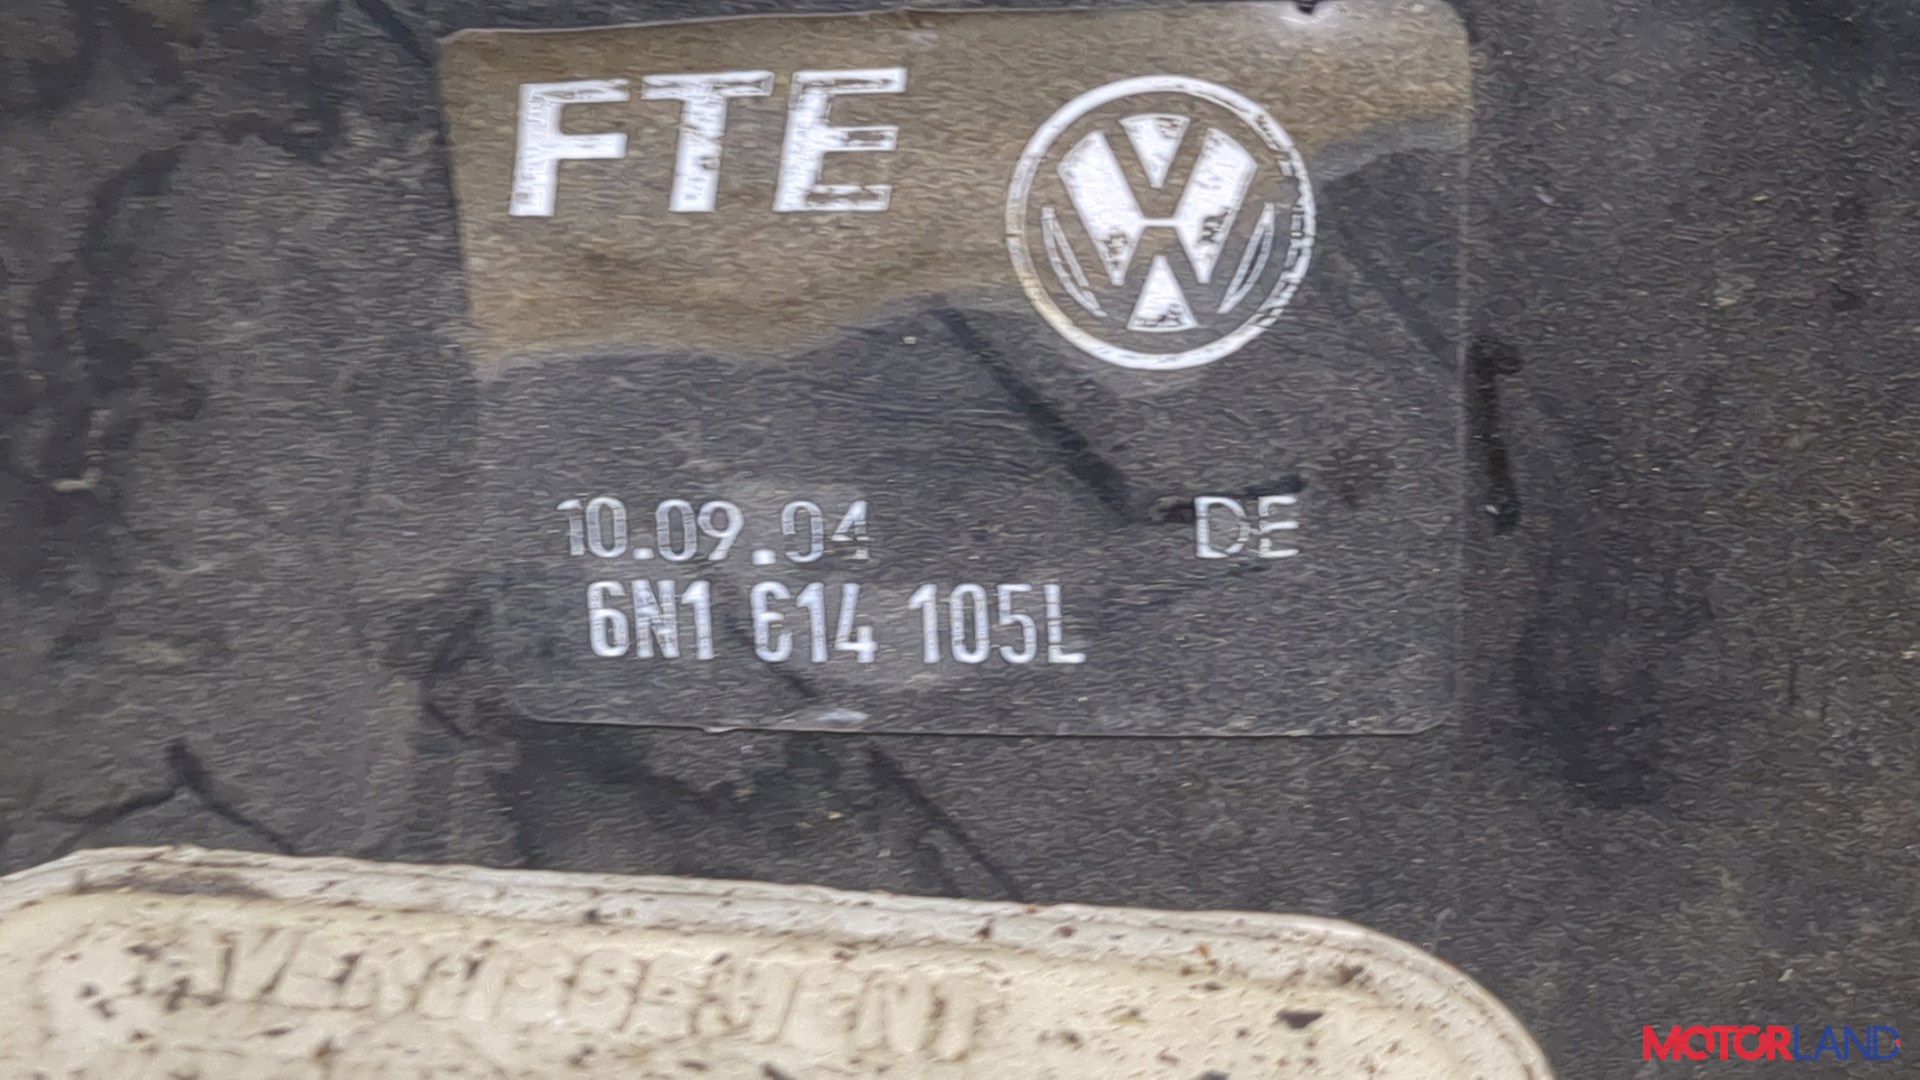 FTE
10.09.04 DE
6N1 614 105L
MOTORLAND